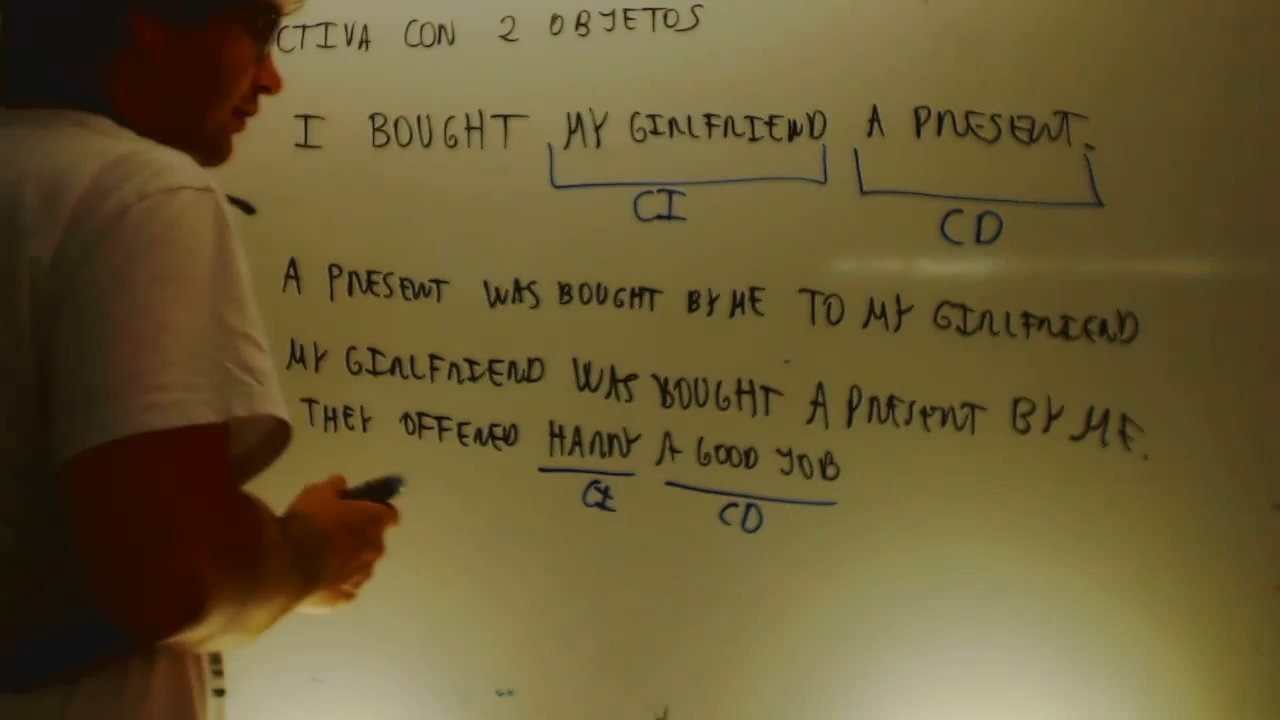 CTIVA CON 2 OBJETOS
I BOUGHT MY GIRLFRIEND A PRESENT.
CI CD
A PRESENT WAS BOUGHT BY ME TO MY GIRLFRIEND
MY GIRLFRIEND WAS BOUGHT A PRESENT BY ME.
THEY OFFERED HARRY A GOOD JOB
CI CD